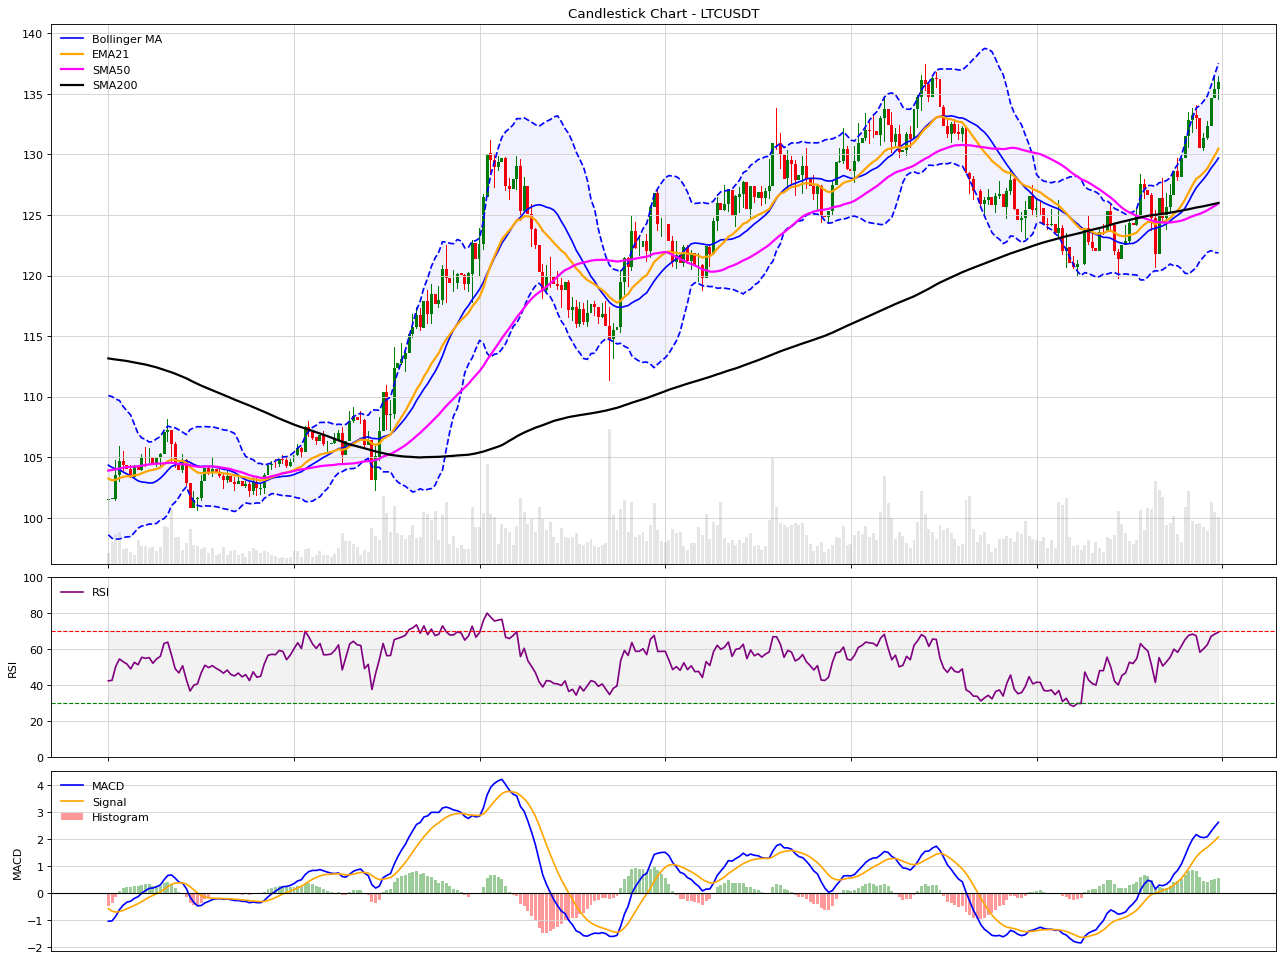 Candlestick Chart - LTCUSDT
Bollinger MA
EMA21
SMA50
SMA200
140
135
130
125
120
115
110
105
100
RSI
100
80
60
40
20
0
RSI
MACD
Signal
Histogram
4
3
2
1
0
−1
−2
MACD